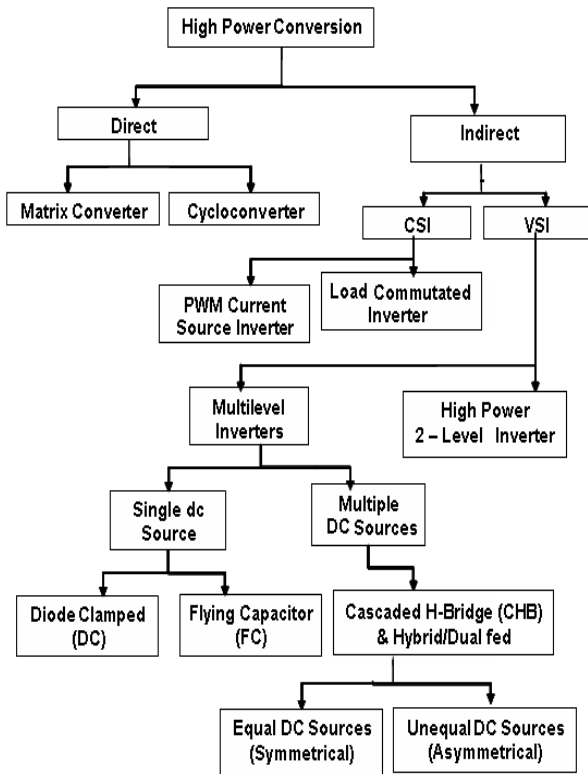 High Power Conversion
Direct
Indirect
Matrix Converter
Cycloconverter
CSI
VSI
PWM Current
Source Inverter
Load Commutated
Inverter
Multilevel
Inverters
High Power
2 – Level Inverter
Single dc
Source
Multiple
DC Sources
Diode Clamped
(DC)
Flying Capacitor
(FC)
Cascaded H-Bridge (CHB)
& Hybrid/Dual fed
Equal DC Sources
(Symmetrical)
Unequal DC Sources
(Asymmetrical)